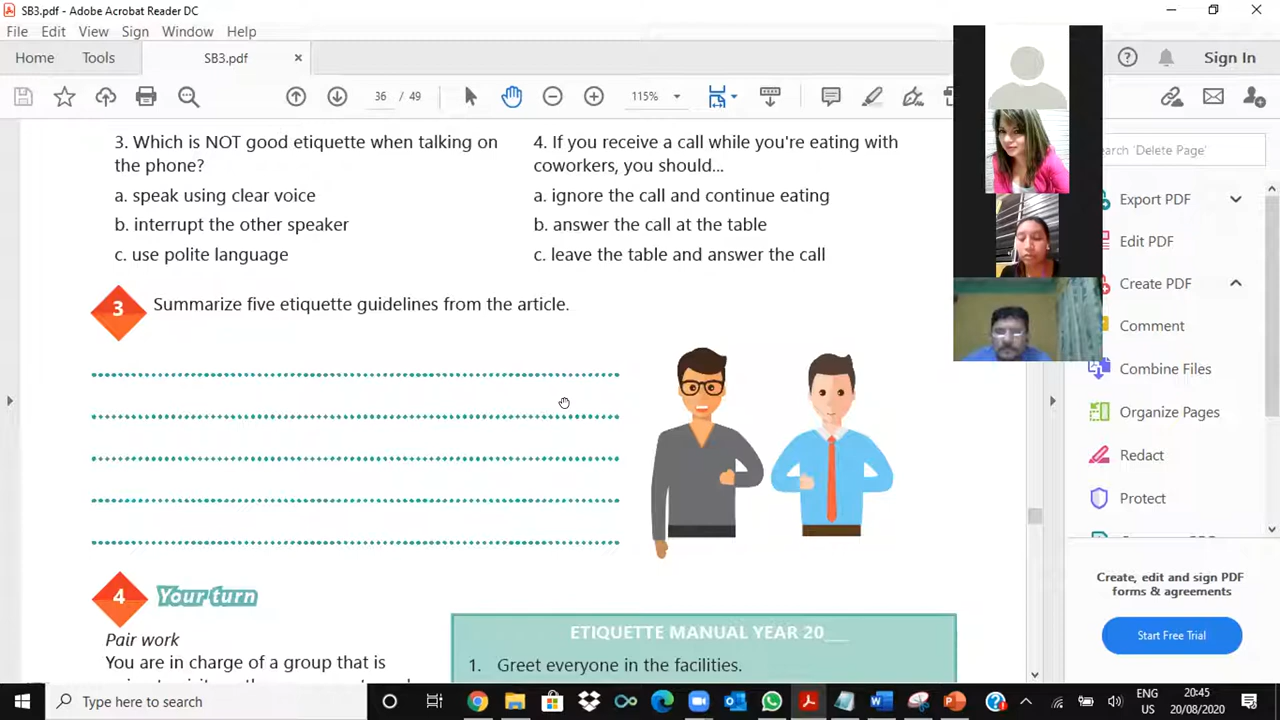 SB3.pdf - Adobe Acrobat Reader DC
File Edit View Sign Window Help
Home Tools SB3.pdf
Sign In
36 / 49
115%
3. Which is NOT good etiquette when talking on
the phone?
a. speak using clear voice
b. interrupt the other speaker
c. use polite language
4. If you receive a call while you're eating with
coworkers, you should...
a. ignore the call and continue eating
b. answer the call at the table
c. leave the table and answer the call
3 Summarize five etiquette guidelines from the article.
4 Your turn
Pair work
You are in charge of a group that is
ETIQUETTE MANUAL YEAR 20__
1. Greet everyone in the facilities.
Search 'Delete Page'
Export PDF
Edit PDF
Create PDF
Comment
Combine Files
Organize Pages
Redact
Protect
Create, edit and sign PDF
forms & agreements
Start Free Trial
Type here to search
ENG
US
20:45
20/08/2020